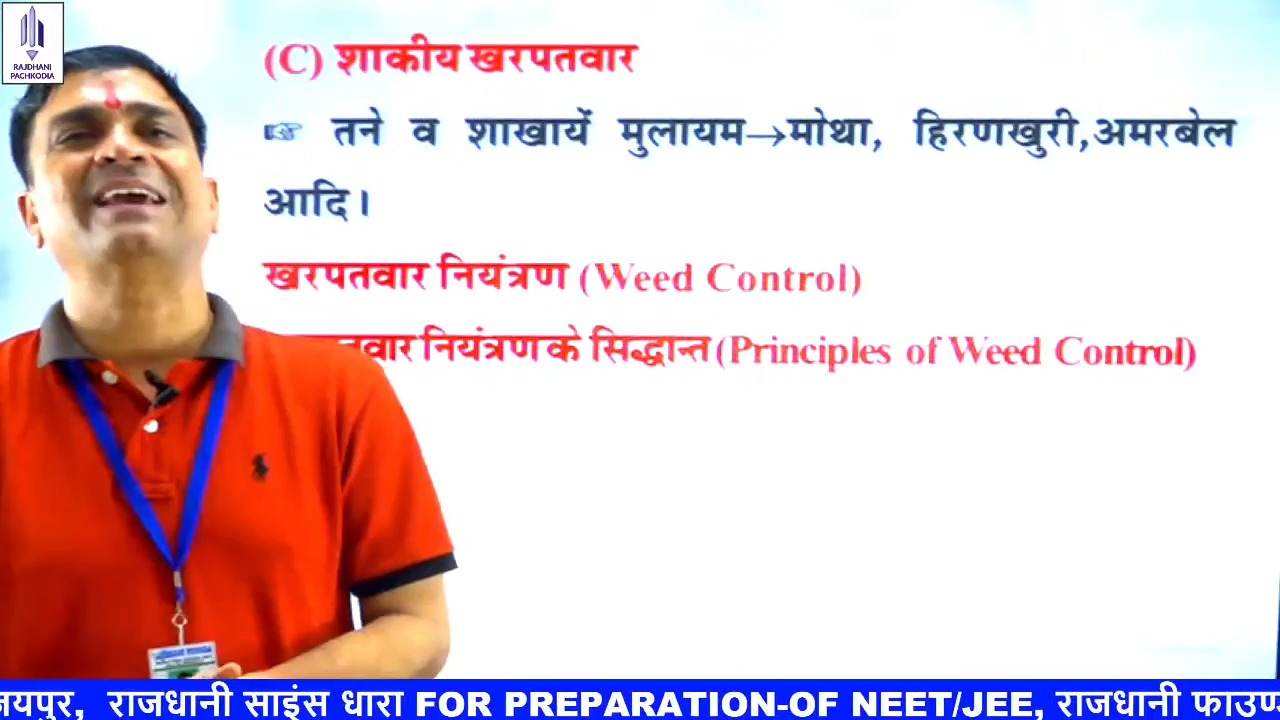 RAJDHANI
PACHKODIA
(C) शाकीय खरपतवार
☞ तने व शाखायें मुलायम→मोथा, हिरणखुरी,अमरबेल
आदि।
खरपतवार नियंत्रण (Weed Control)
नियंत्रण के सिद्धान्त (Principles of Weed Control)
जयपुर, राजधानी साइंस धारा FOR PREPARATION-OF NEET/JEE, राजधानी